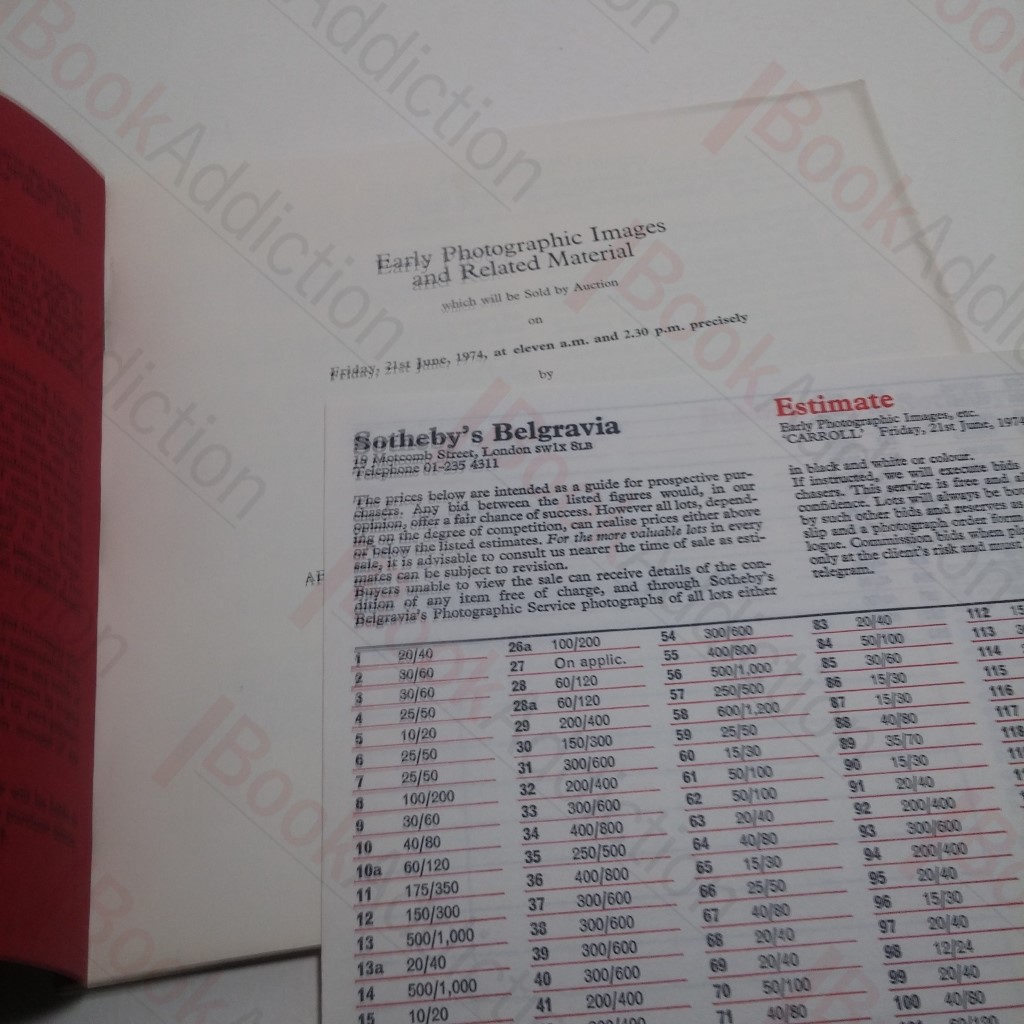 Early Photographic Images
and Related Material
which will be Sold by Auction
on
Friday, 21st June, 1974, at eleven a.m. and 2.30 p.m. precisely
by
Sotheby's Belgravia
19 Motcomb Street, London SW1X 8LB
Telephone 01-235 4311
The prices below are intended as a guide for prospective pur-
chasers. Any bid between the listed figures would, in our
opinion, offer a fair chance of success. However all lots, depend-
ing on the degree of competition, can realise prices either above
or below the listed estimates. For the more valuable lots in every
sale, it is advisable to consult us nearer the time of sale as esti-
mates can be subject to revision.
Buyers unable to view the sale can receive details of the con-
dition of any item free of charge, and through Sotheby's
Belgravia's Photographic Service photographs of all lots either
Estimate
Early Photographic Images, etc.
"CARROLL" Friday, 21st June, 1974
in black and white or colour.
If instructed, we will execute bids
chasers. This service is free and
confidence. Lots will always be
by such other bids and reserves as
slip and a photograph order form
logue. Commission bids when
only at the client's risk and must
telegram.
1 20/40
2 30/60
3 30/60
4 25/50
5 10/20
6 25/50
7 25/50
8 100/200
9 30/60
10 40/80
10a 60/120
11 175/350
12 150/300
13 500/1,000
13a 20/40
14 500/1,000
15 10/20
26a 100/200
27 On applic.
28 60/120
28a 60/120
29 200/400
30 150/300
31 300/600
32 200/400
33 300/600
34 400/800
35 250/500
36 400/800
37 300/600
38 300/600
39 300/600
40 300/600
41 200/400
54 300/600
55 400/800
56 500/1,000
57 250/500
58 600/1,200
59 25/50
60 15/30
61 50/100
62 50/100
63 20/40
64 40/80
65 15/30
66 25/50
67 40/80
68 20/40
69 20/40
70 50/100
71 40/80
83 20/40
84 50/100
85 30/60
86 15/30
87 15/30
88 40/80
89 35/70
90 15/30
91 20/40
92 200/400
93 300/600
94 200/400
95 20/40
96 15/30
97 20/40
98 12/24
99 20/40
100 40/80
112
113
114
115
116
117
118
BookAddiction